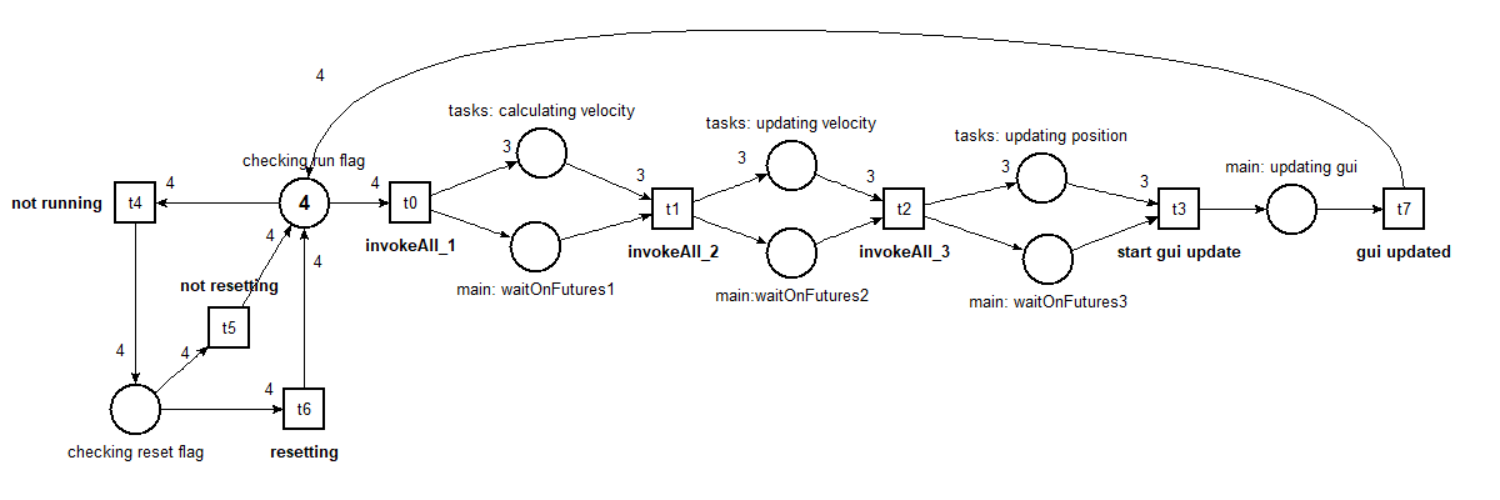 4
tasks: calculating velocity
tasks: updating velocity
tasks: updating position
checking run flag
3
3
3
main: updating gui
not running
t4
4
4
4
t0
3
t1
3
t2
3
t3
t7
invokeAll_1
invokeAll_2
invokeAll_3
start gui update
gui updated
4
4
not resetting
main: waitOnFutures1
main:waitOnFutures2
main: waitOnFutures3
t5
4
4
4
t6
checking reset flag
resetting